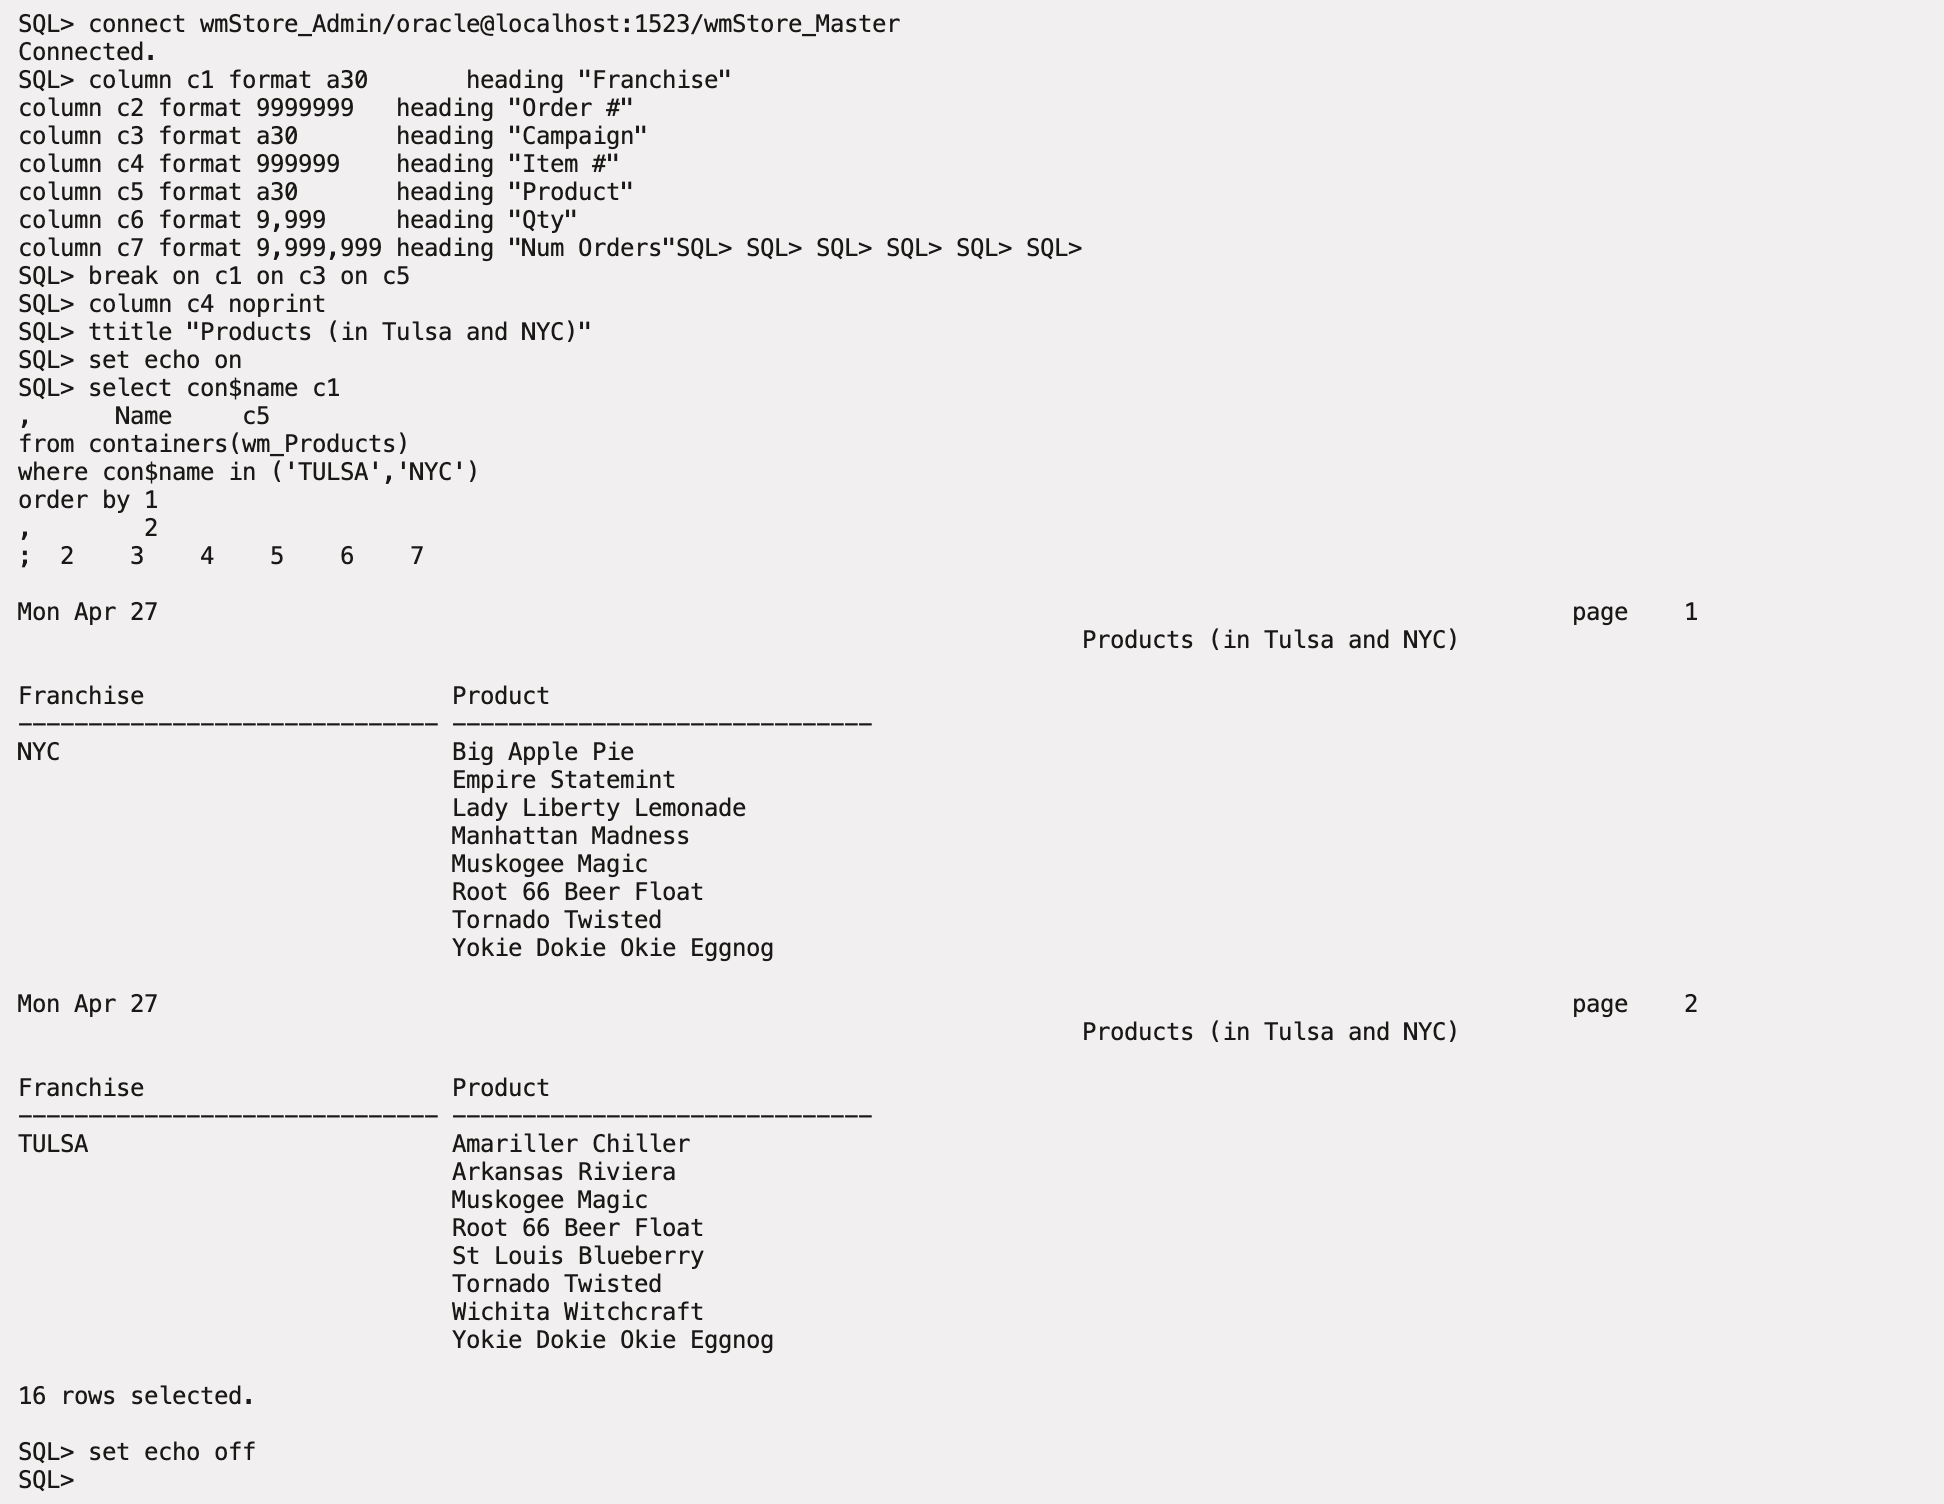 SQL> connect wmStore_Admin/oracle@localhost:1523/wmStore_Master
Connected.
SQL> column c1 format a30       heading "Franchise"
column c2 format 9999999   heading "Order #"
column c3 format a30       heading "Campaign"
column c4 format 999999    heading "Item #"
column c5 format a30       heading "Product"
column c6 format 9,999     heading "Qty"
column c7 format 9,999,999 heading "Num Orders"SQL> SQL> SQL> SQL> SQL> SQL>
SQL> break on c1 on c3 on c5
SQL> column c4 noprint
SQL> ttitle "Products (in Tulsa and NYC)"
SQL> set echo on
SQL> select con$name c1
,      Name     c5
from containers(wm_Products)
where con$name in ('TULSA','NYC')
order by 1
,        2
;  2    3    4    5    6    7

Mon Apr 27                                                                                                     page    1
                                                                            Products (in Tulsa and NYC)

Franchise                      Product
------------------------------ ------------------------------
NYC                            Big Apple Pie
                               Empire Statemint
                               Lady Liberty Lemonade
                               Manhattan Madness
                               Muskogee Magic
                               Root 66 Beer Float
                               Tornado Twisted
                               Yokie Dokie Okie Eggnog

Mon Apr 27                                                                                                     page    2
                                                                            Products (in Tulsa and NYC)

Franchise                      Product
------------------------------ ------------------------------
TULSA                          Amariller Chiller
                               Arkansas Riviera
                               Muskogee Magic
                               Root 66 Beer Float
                               St Louis Blueberry
                               Tornado Twisted
                               Wichita Witchcraft
                               Yokie Dokie Okie Eggnog

16 rows selected.

SQL> set echo off
SQL>